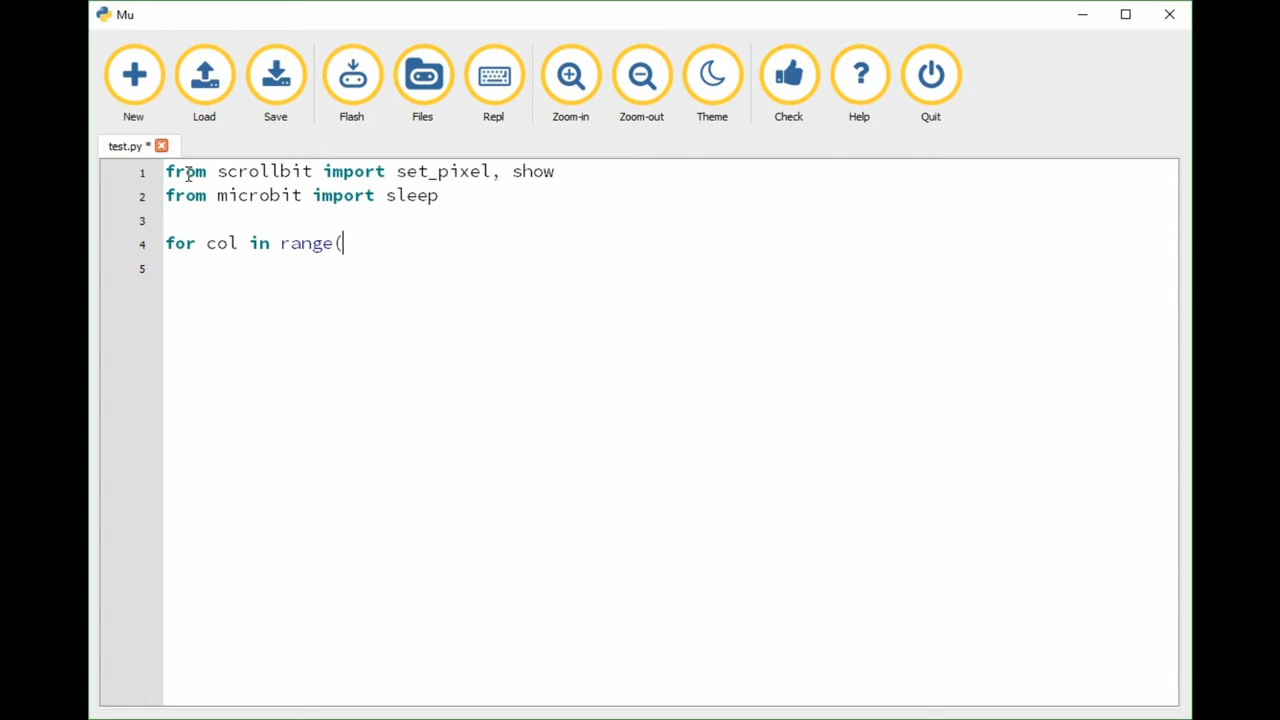 Mu
New Load Save Flash Files Repl Zoom-in Zoom-out Theme Check Help Quit
test.py *
1 from scrollbit import set_pixel, show
2 from microbit import sleep
3
4 for col in range(
5